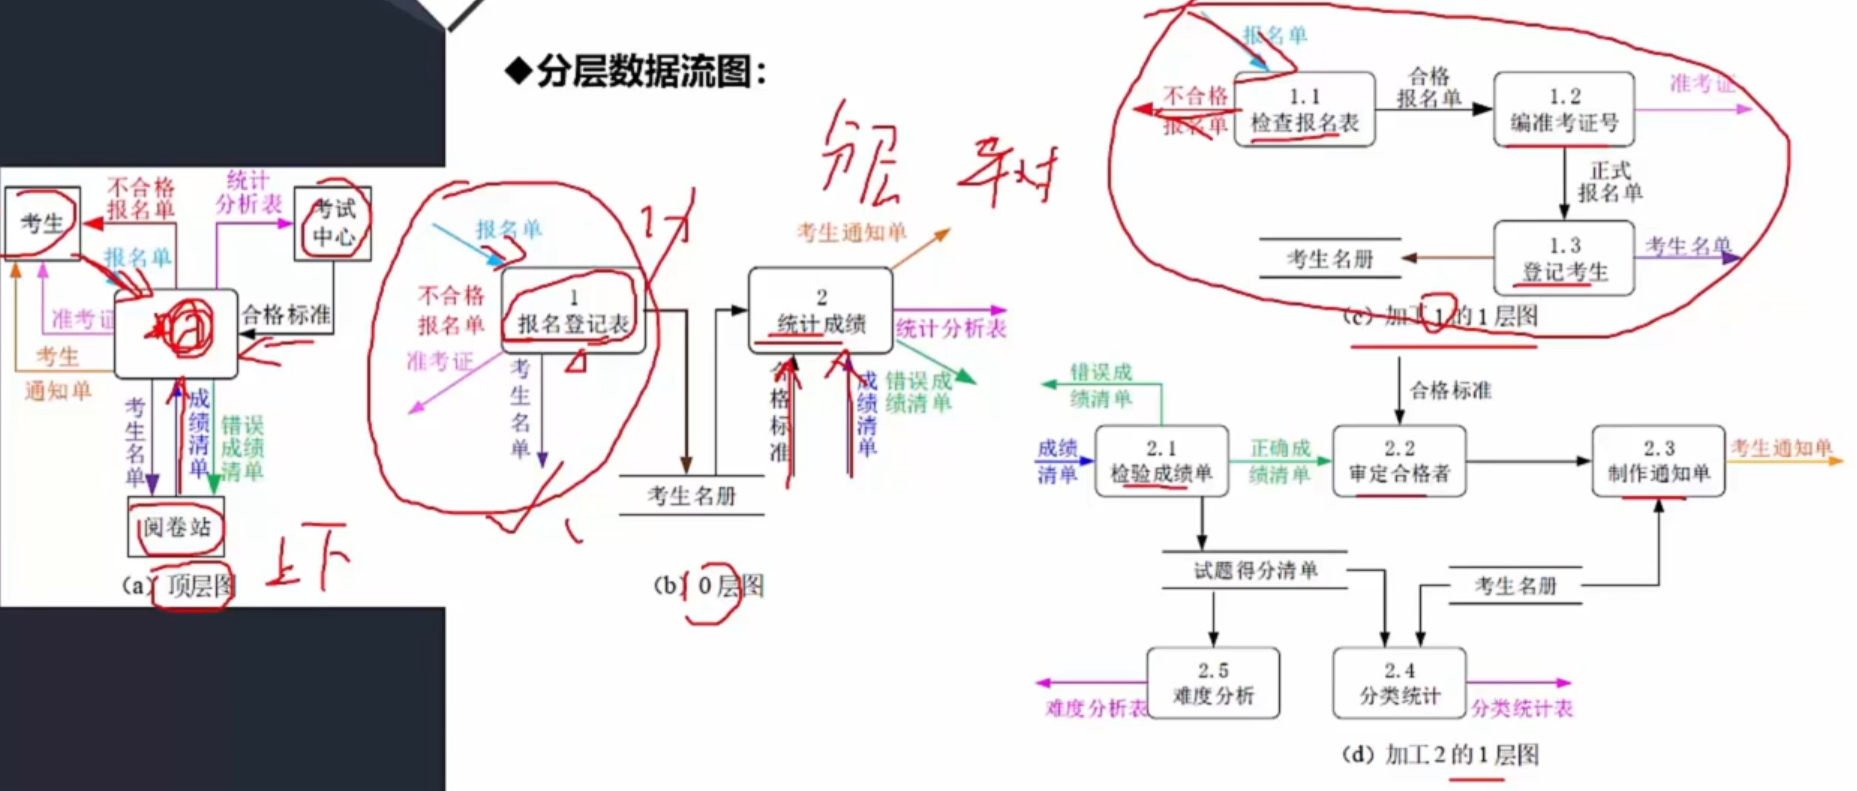 ◆分层数据流图：
分层 平衡
考生
不合格
报名单
报名单
统计
分析表
考试
中心
准考证
合格标准
考生
通知单
考生名单
成绩清单
错误
成绩
清单
阅卷站
上下
（a）顶层图
报名单
不合格
报名单
准考证
1
报名登记表
考生名单
考生名册
2
统计成绩
考生通知单
统计分析表
错误成
绩清单
合格标准
成绩清单
（b）0层图
报名单
不合格
报名单
1.1
检查报名表
合格
报名单
1.2
编准考证号
准考证
正式
报名单
1.3
登记考生
考生名册
考生名单
（c）加工1的1层图
合格标准
错误成
绩清单
成绩
清单
2.1
检验成绩单
正确成
绩清单
2.2
审定合格者
2.3
制作通知单
考生通知单
试题得分清单
考生名册
2.5
难度分析
难度分析表
2.4
分类统计
分类统计表
（d）加工2的1层图